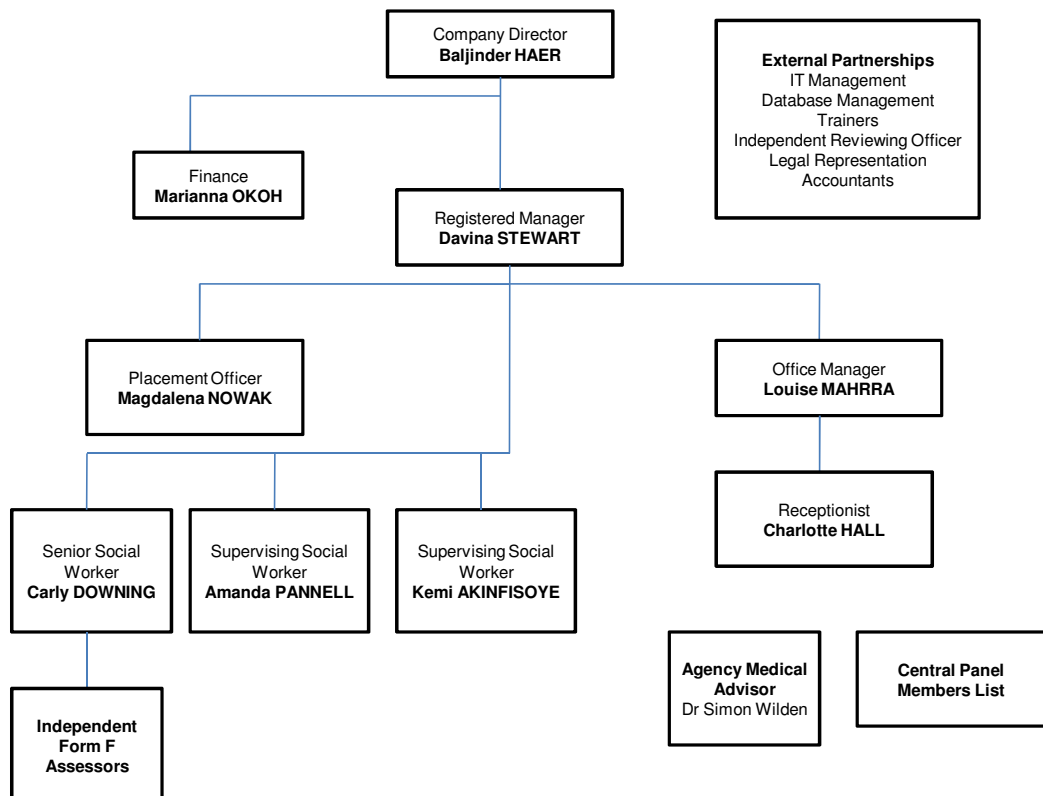 Company Director
Baljinder HAER
External Partnerships
IT Management
Database Management
Trainers
Independent Reviewing Officer
Legal Representation
Accountants
Finance
Marianna OKOH
Registered Manager
Davina STEWART
Placement Officer
Magdalena NOWAK
Office Manager
Louise MAHRRA
Receptionist
Charlotte HALL
Senior Social
Worker
Carly DOWNING
Supervising Social
Worker
Amanda PANNELL
Supervising Social
Worker
Kemi AKINFISOYE
Agency Medical
Advisor
Dr Simon Wilden
Central Panel
Members List
Independent
Form F
Assessors